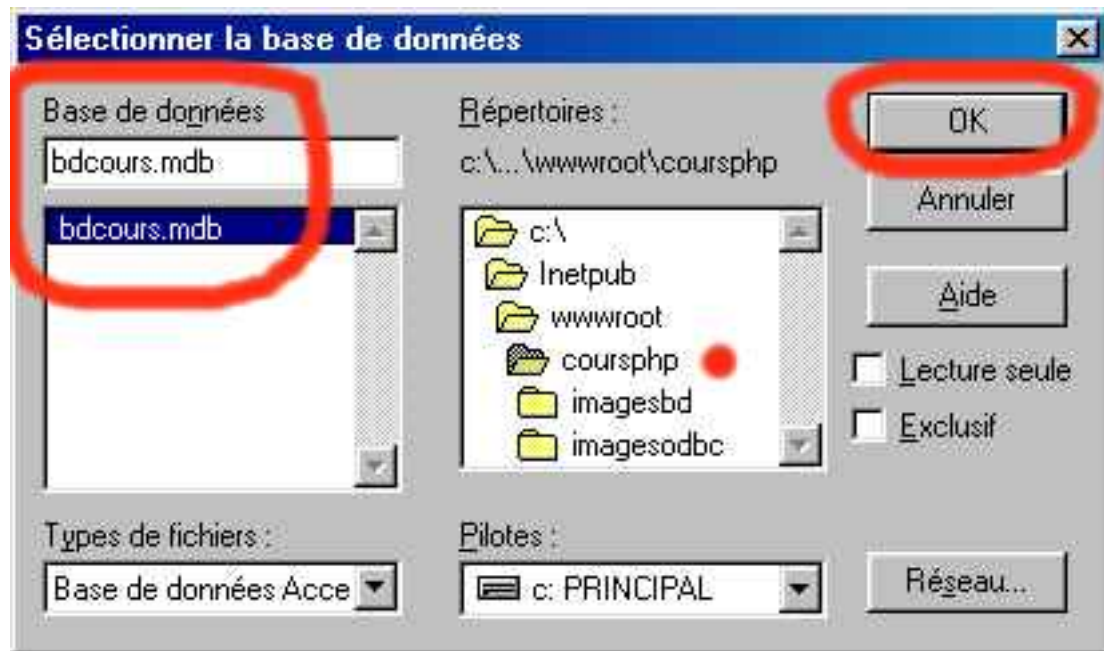 Sélectionner la base de données
Base de données
bdcours.mdb
bdcours.mdb
Types de fichiers :
Base de données Acce
Répertoires :
c:\...\wwwroot\coursphp
c:\
Inetpub
wwwroot
coursphp
imagesbd
imagesodbc
Pilotes :
c: PRINCIPAL
OK
Annuler
Aide
Lecture seule
Exclusif
Réseau...